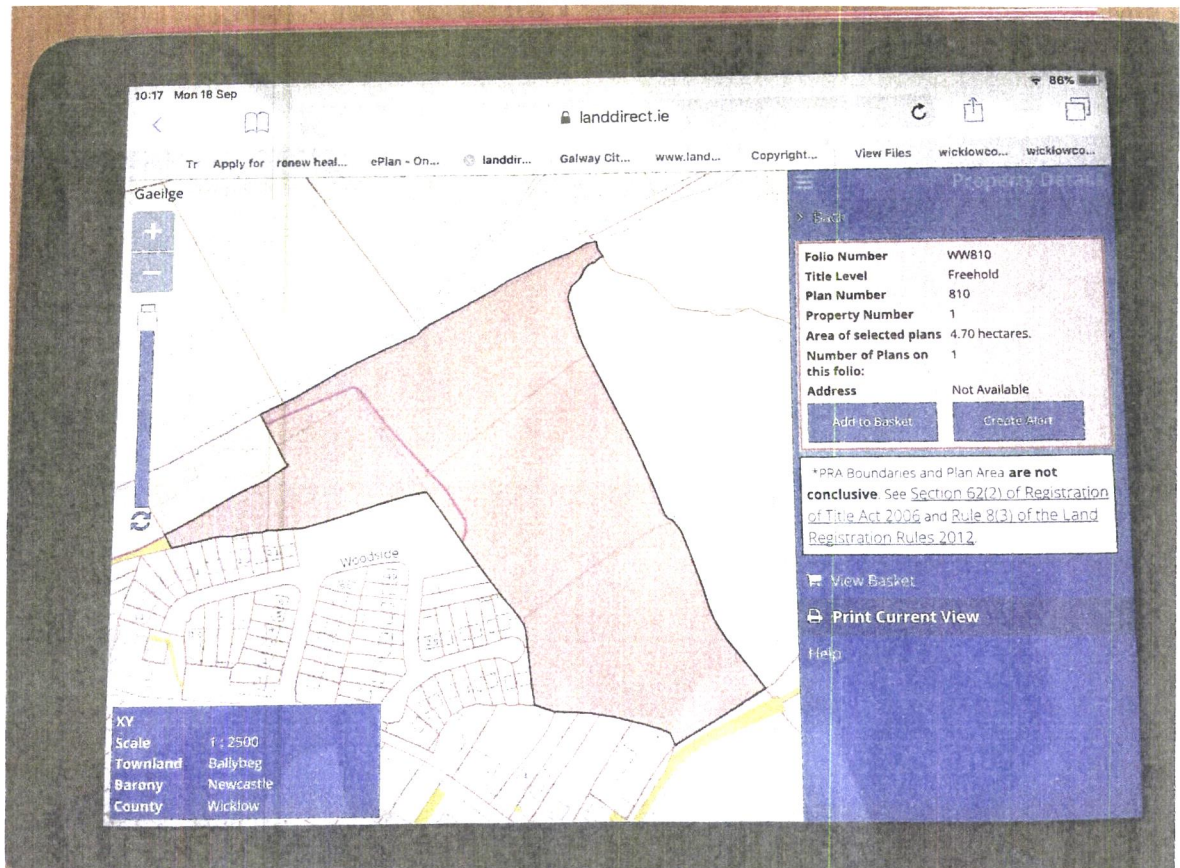 10:17 Mon 18 Sep
86%
landdirect.ie
Tr
Apply for
renew heal...
ePlan - On...
landdir...
Galway Cit...
www.land...
Copyright...
View Files
wicklowco...
wicklowco...
Gaeilge
Property Details
Back
Folio Number WW810
Title Level Freehold
Plan Number 810
Property Number 1
Area of selected plans 4.70 hectares.
Number of Plans on 1
this folio:
Address Not Available
Add to Basket
Create Alert
*PRA Boundaries and Plan Area are not
conclusive. See Section 62(2) of Registration
of Title Act 2006 and Rule 8(3) of the Land
Registration Rules 2012.
View Basket
Print Current View
Help
Woodside
XY
Scale 1 : 2500
Townland Ballybeg
Barony Newcastle
County Wicklow